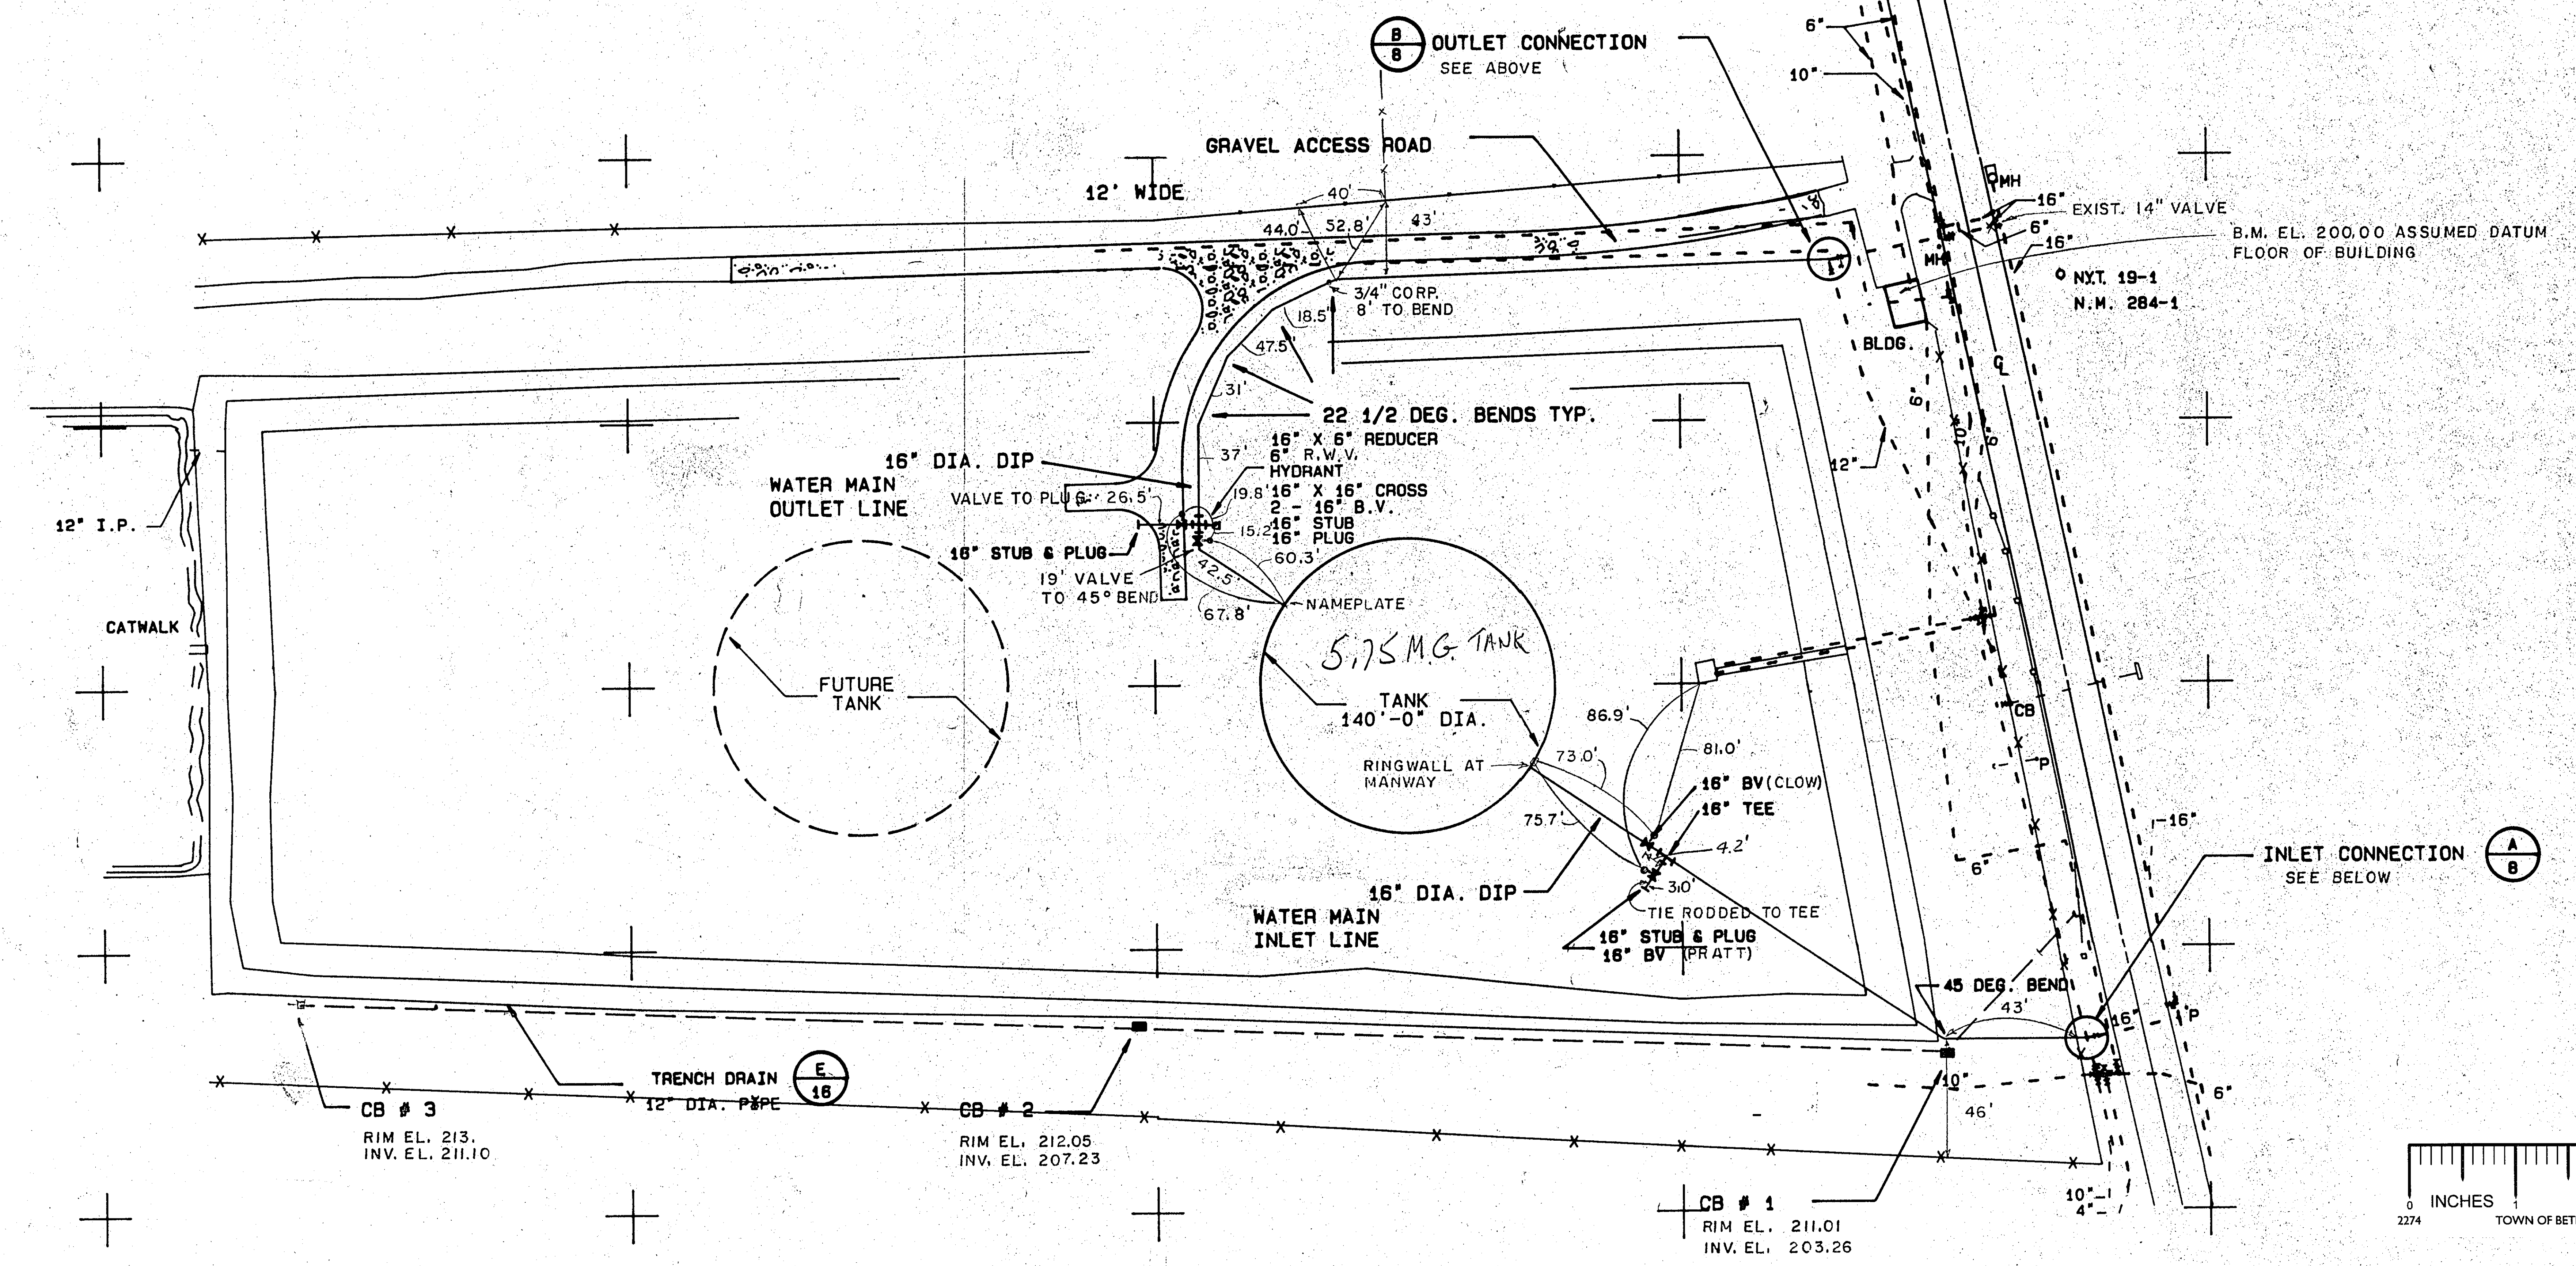 B
8
OUTLET CONNECTION
SEE ABOVE
6"
10"
GRAVEL ACCESS ROAD
12' WIDE
40'
44.0'
52.8'
43'
MH
16"
EXIST. 14" VALVE
6"
16"
B.M. EL. 200.00 ASSUMED DATUM
FLOOR OF BUILDING
MH
N.Y.T. 19-1
N.M. 284-1
3/4" CORP.
8' TO BEND
18.5'
47.5'
31'
BLDG.
22 1/2 DEG. BENDS TYP.
16" X 6" REDUCER
6" R.W.V.
HYDRANT
16" X 16" CROSS
2 - 16" B.V.
16" STUB
16" PLUG
37'
19.8'
15.2'
16" DIA. DIP
WATER MAIN
OUTLET LINE
VALVE TO PLUG 26.5'
16" STUB & PLUG
19' VALVE
TO 45° BEND
42.5'
60.3'
67.8'
NAMEPLATE
12" I.P.
CATWALK
6"
10"
6"
12"
5.75 M.G. TANK
FUTURE
TANK
TANK
140'-0" DIA.
86.9'
81.0'
73.0'
RINGWALL AT
MANWAY
75.7'
CB
P
16" BV (CLOW)
16" TEE
4.2'
3.0'
16" DIA. DIP
TIE RODDED TO TEE
WATER MAIN
INLET LINE
16" STUB & PLUG
16" BV (PRATT)
6"
16"
INLET CONNECTION
SEE BELOW
A
8
45 DEG. BEND
43'
16"
P
TRENCH DRAIN
12" DIA. PIPE
E
16
CB # 3
RIM EL. 213.
INV. EL. 211.10
CB # 2
RIM EL. 212.05
INV. EL. 207.23
10"
46'
6"
CB # 1
RIM EL. 211.01
INV. EL. 203.26
10"
4"
0 INCHES 1
2274
TOWN OF BET